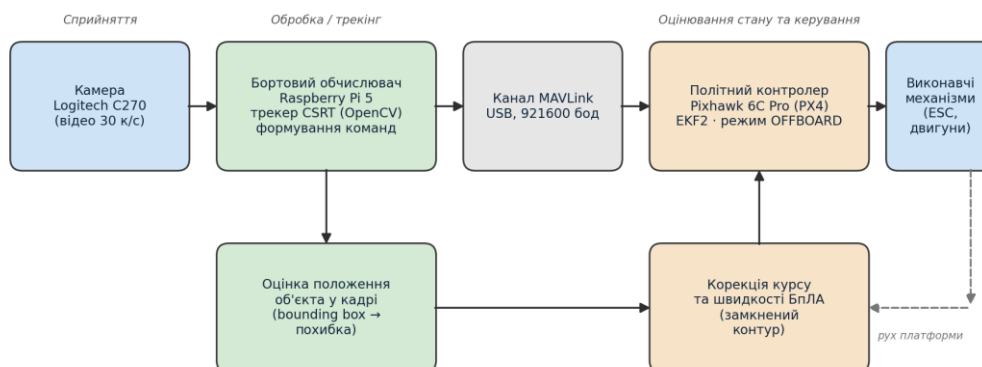 Сприйняття
Обробка / трекінг
Оцінювання стану та керування
Камера
Logitech C270
(відео 30 к/с)
Бортовий обчислювач
Raspberry Pi 5
трекер CSRT (OpenCV)
формування команд
Канал MAVLink
USB, 921600 бод
Політний контролер
Pixhawk 6C Pro (PX4)
EKF2 · режим OFFBOARD
Виконавчі
механізми
(ESC,
двигуни)
Оцінка положення
об'єкта у кадрі
(bounding box →
похибка)
Корекція курсу
та швидкості БпЛА
(замкнений
контур)
рух платформи